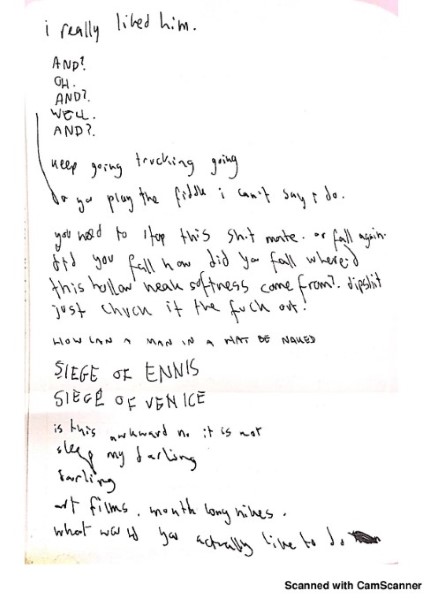 i really liked him.
AND?
OH.
AND?.
WELL.
AND?.
keep going trucking going
do you play the fiddle i can't say i do.
you need to stop this shit mate. or fall again.
did you fall how did you fall where'd
this hollow weak softness come from?. dipshit
just chuck it the fuck out!
HOW CAN A MAN IN A HAT BE NAKED
SIEGE OF ENNIS
SIEGE OF VENICE
is this awkward no it is not
sleep my darling
darling
art films. month long hikes.
what would you actually like to do
Scanned with CamScanner